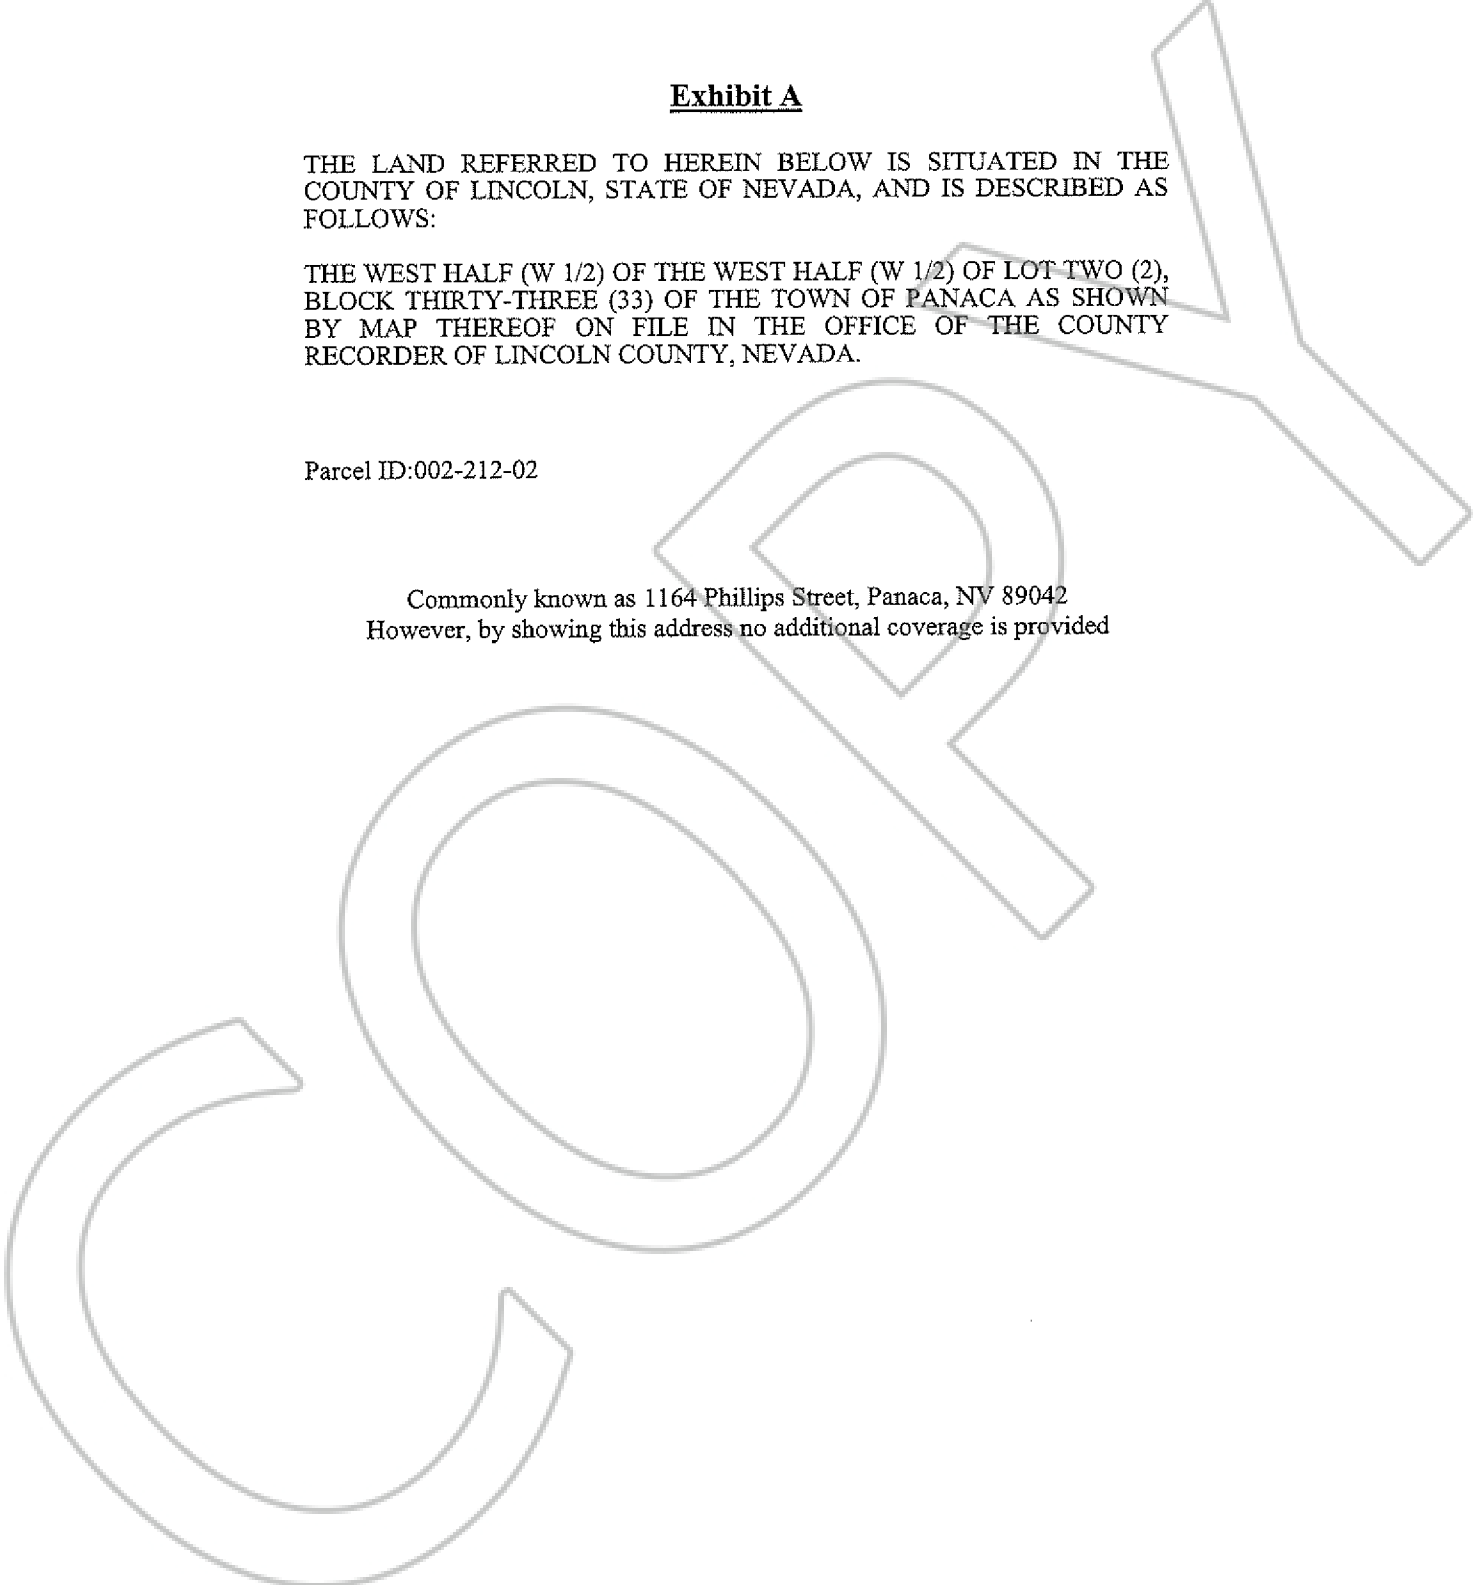 Exhibit A
THE LAND REFERRED TO HEREIN BELOW IS SITUATED IN THE
COUNTY OF LINCOLN, STATE OF NEVADA, AND IS DESCRIBED AS
FOLLOWS:
THE WEST HALF (W 1/2) OF THE WEST HALF (W 1/2) OF LOT TWO (2),
BLOCK THIRTY-THREE (33) OF THE TOWN OF PANACA AS SHOWN
BY MAP THEREOF ON FILE IN THE OFFICE OF THE COUNTY
RECORDER OF LINCOLN COUNTY, NEVADA.
Parcel ID:002-212-02
Commonly known as 1164 Phillips Street, Panaca, NV 89042
However, by showing this address no additional coverage is provided
COPY